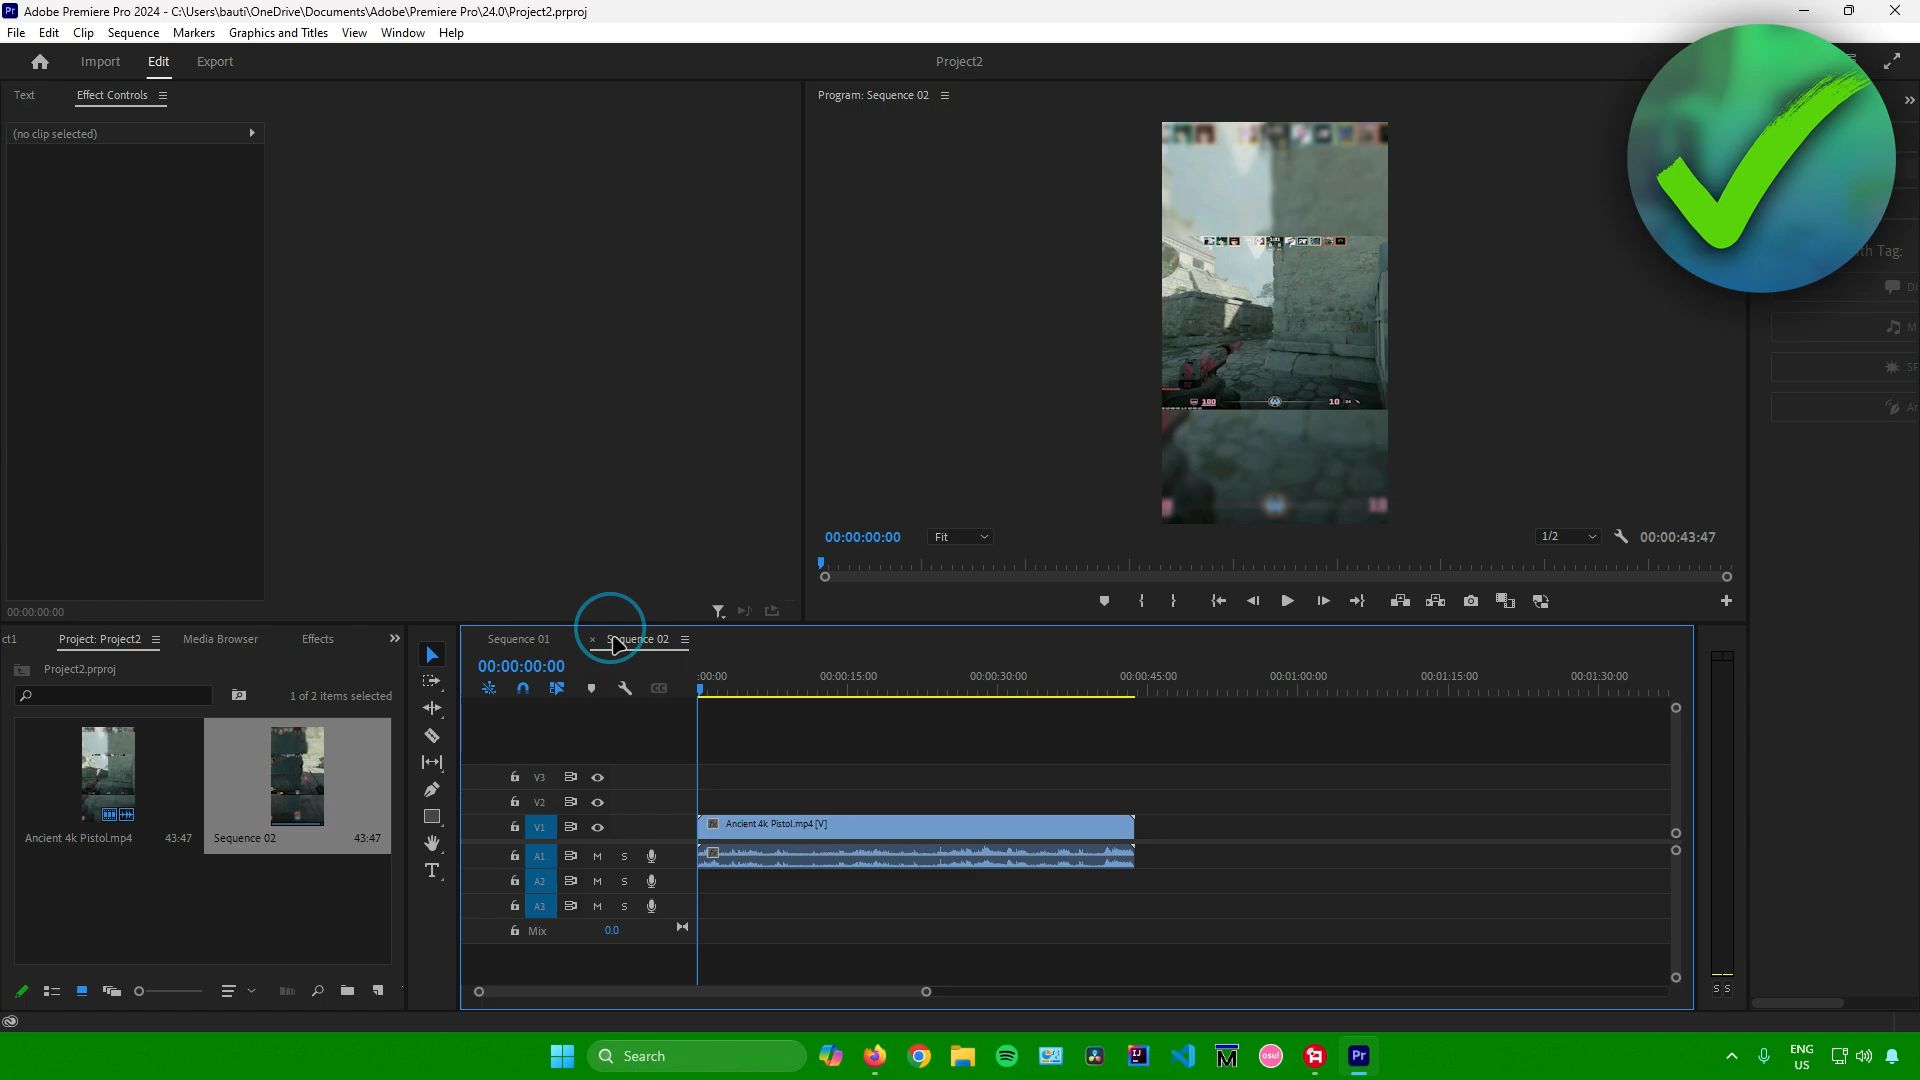 Pr Adobe Premiere Pro 2024 - C:\Users\bauti\OneDrive\Documents\Adobe\Premiere Pro\24.0\Project2.prproj
File Edit Clip Sequence Markers Graphics and Titles View Window Help
Import Edit Export Project2
Text Effect Controls
Program: Sequence 02
(no clip selected)
th Tag:
100 10
00:00:00:00 Fit 1/2 00:00:43:47
00:00:00:00
ct1 Project: Project2 Media Browser Effects
Sequence 01 Sequence 02
Project2.prproj
00:00:00:00
:00:00 00:00:15:00 00:00:30:00 00:00:45:00 00:01:00:00 00:01:15:00 00:01:30:00
1 of 2 items selected
V3
V2
V1 Ancient 4k Pistol.mp4 [V]
Ancient 4k Pistol.mp4 43:47 Sequence 02 43:47
A1 M S
A2 M S
A3 M S
Mix 0.0
S S
Search
ENG
US